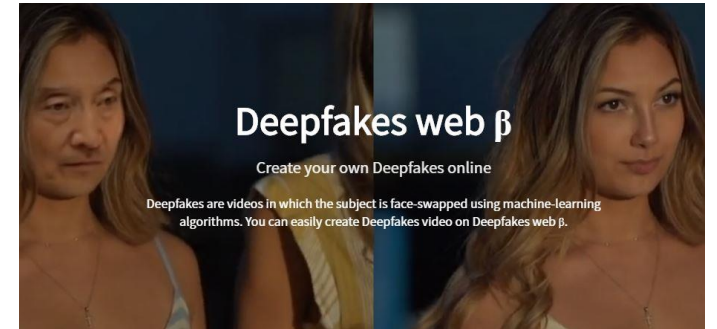 Deepfakes web β
Create your own Deepfakes online
Deepfakes are videos in which the subject is face-swapped using machine-learning
algorithms. You can easily create Deepfakes video on Deepfakes web β.